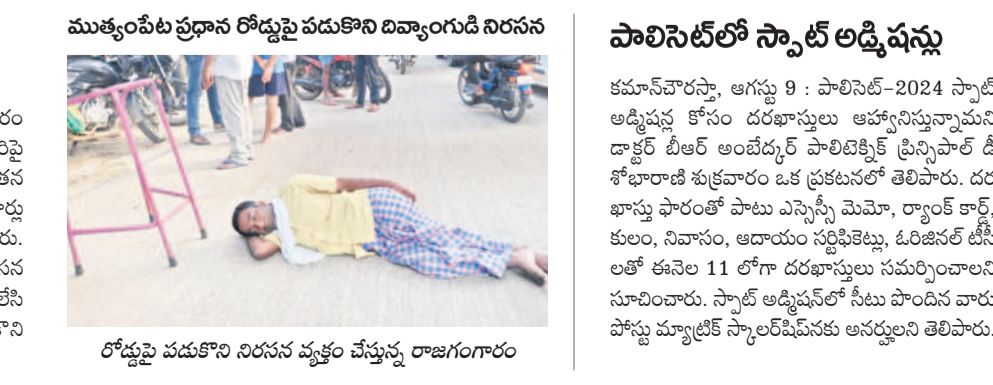 ముత్యంపేట ప్రధాన రోడ్డుపై పడుకొని దివ్యాంగుడి నిరసన
రోడ్డుపై పడుకొని నిరసన వ్యక్తం చేస్తున్న రాజగంగారం
పాలిసెట్‌లో స్పాట్ అడ్మిషన్లు
కమాన్‌చౌరస్తా, ఆగస్టు 9 : పాలిసెట్-2024 స్పాట్
అడ్మిషన్ల కోసం దరఖాస్తులు ఆహ్వానిస్తున్నామని
డాక్టర్ బీఆర్ అంబేద్కర్ పాలిటెక్నిక్ ప్రిన్సిపాల్ డీ
శోభారాణి శుక్రవారం ఒక ప్రకటనలో తెలిపారు. దర
ఖాస్తు ఫారంతో పాటు ఎస్సెస్సీ మెమో, ర్యాంక్ కార్డ్,
కులం, నివాసం, ఆదాయం సర్టిఫికెట్లు, ఓరిజినల్ టీసీ
లతో ఈనెల 11 లోగా దరఖాస్తులు సమర్పించాలని
సూచించారు. స్పాట్ అడ్మిషన్‌లో సీటు పొందిన వారు
పోస్టు మ్యాట్రిక్ స్కాలర్‌షిప్‌నకు అనర్హులని తెలిపారు.